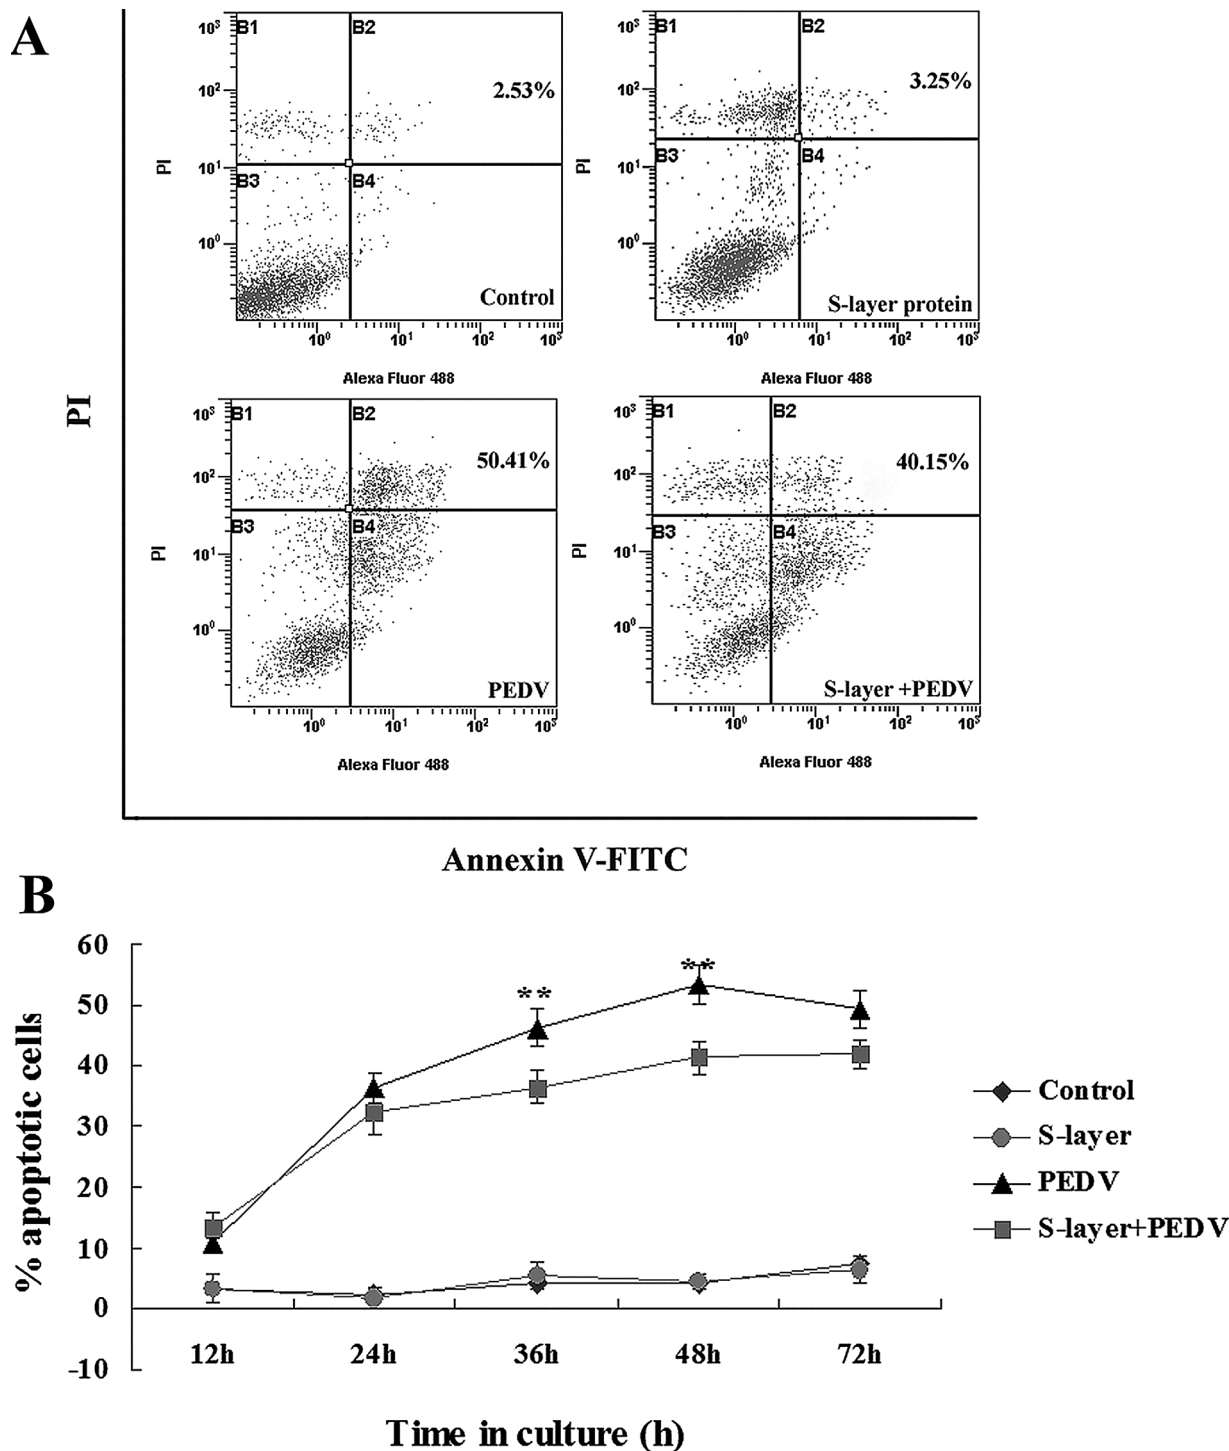 A
B1
B2
10³
10²
10¹
10⁰
2.53%
PI
B3
B4
Control
10⁰
10¹
10²
10³
Alexa Fluor 488
B1
B2
10³
10²
10¹
10⁰
3.25%
PI
B3
B4
S-layer protein
10⁰
10¹
10²
10³
Alexa Fluor 488
PI
B1
B2
10³
10²
10¹
10⁰
50.41%
PI
B3
B4
PEDV
10⁰
10¹
10²
10³
Alexa Fluor 488
B1
B2
10³
10²
10¹
10⁰
40.15%
PI
B3
B4
S-layer +PEDV
10⁰
10¹
10²
10³
Alexa Fluor 488
Annexin V-FITC
B
% apoptotic cells
60
50
40
30
20
10
0
-10
**
**
12h
24h
36h
48h
72h
Time in culture (h)
Control
S-layer
PEDV
S-layer+PEDV